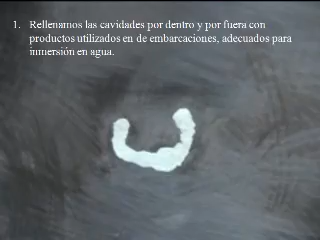 1. Rellenamos las cavidades por dentro y por fuera con
productos utilizados en de embarcaciones, adecuados para
inmersión en agua.